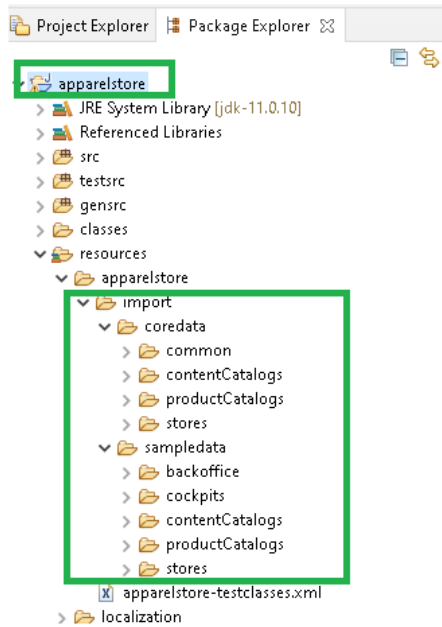 Project Explorer Package Explorer
apparelstore
JRE System Library [jdk-11.0.10]
Referenced Libraries
src
testsrc
gensrc
classes
resources
apparelstore
import
coredata
common
contentCatalogs
productCatalogs
stores
sampledata
backoffice
cockpits
contentCatalogs
productCatalogs
stores
apparelstore-testclasses.xml
localization